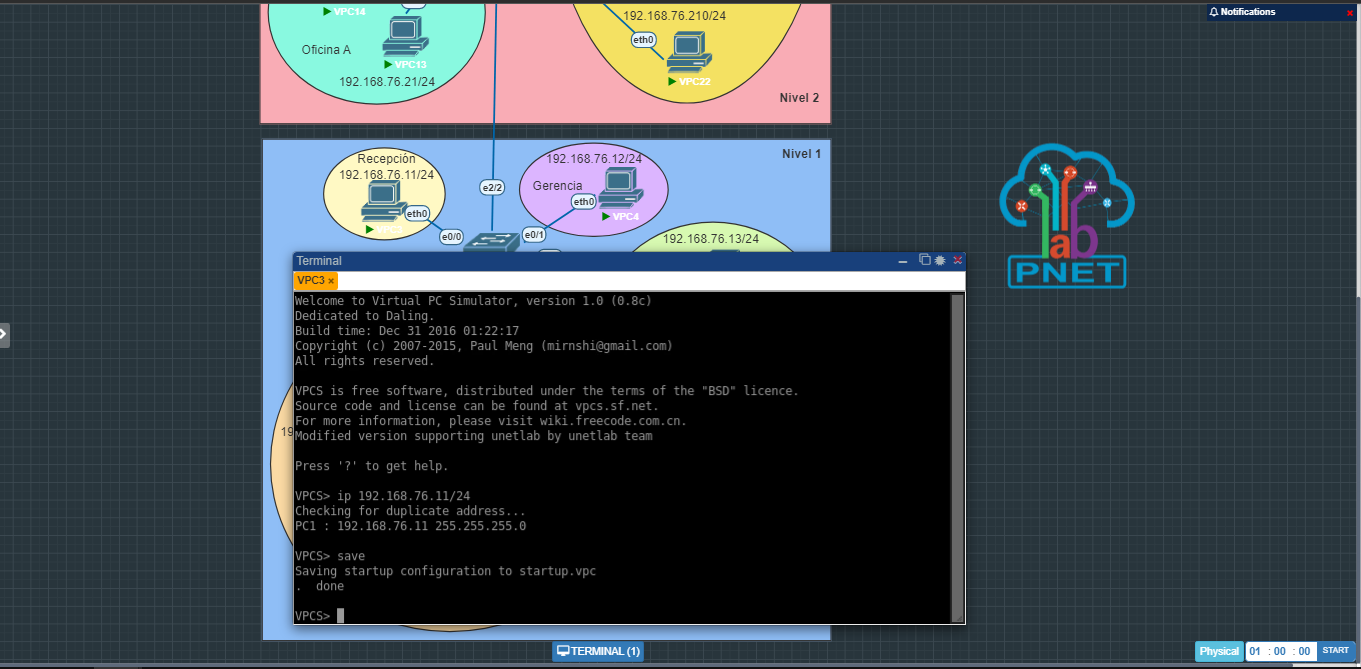 VPC14
Oficina A
VPC13
192.168.76.21/24
192.168.76.210/24
eth0
VPC22
Nivel 2
Notifications
Nivel 1
Recepción
192.168.76.11/24
eth0
VPC3
e0/0
e2/2
192.168.76.12/24
Gerencia
eth0
VPC4
e0/1
192.168.76.13/24
lab
PNET
19
Terminal
VPC3 ×
Welcome to Virtual PC Simulator, version 1.0 (0.8c)
Dedicated to Daling.
Build time: Dec 31 2016 01:22:17
Copyright (c) 2007-2015, Paul Meng (mirnshi@gmail.com)
All rights reserved.
VPCS is free software, distributed under the terms of the "BSD" licence.
Source code and license can be found at vpcs.sf.net.
For more information, please visit wiki.freecode.com.cn.
Modified version supporting unetlab by unetlab team
Press '?' to get help.
VPCS> ip 192.168.76.11/24
Checking for duplicate address...
PC1 : 192.168.76.11 255.255.255.0
VPCS> save
Saving startup configuration to startup.vpc
.  done
VPCS>
TERMINAL (1)
Physical 01 : 00 : 00 START